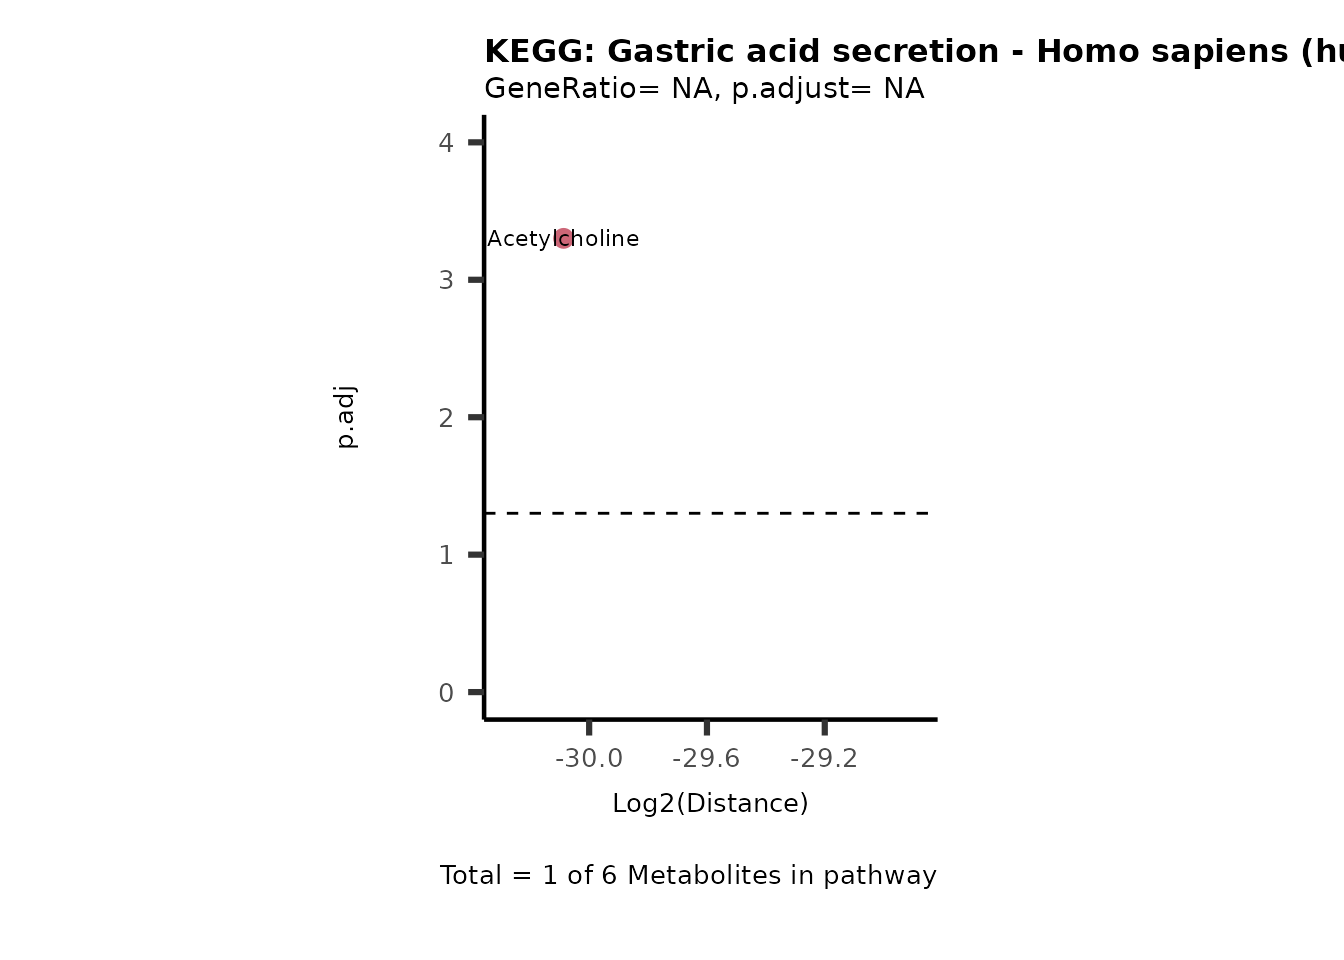 KEGG: Gastric acid secretion - Homo sapiens (hu
GeneRatio= NA, p.adjust= NA
4
Acetylcholine
3
p.adj
2
1
0
-30.0 -29.6 -29.2
Log2(Distance)
Total = 1 of 6 Metabolites in pathway